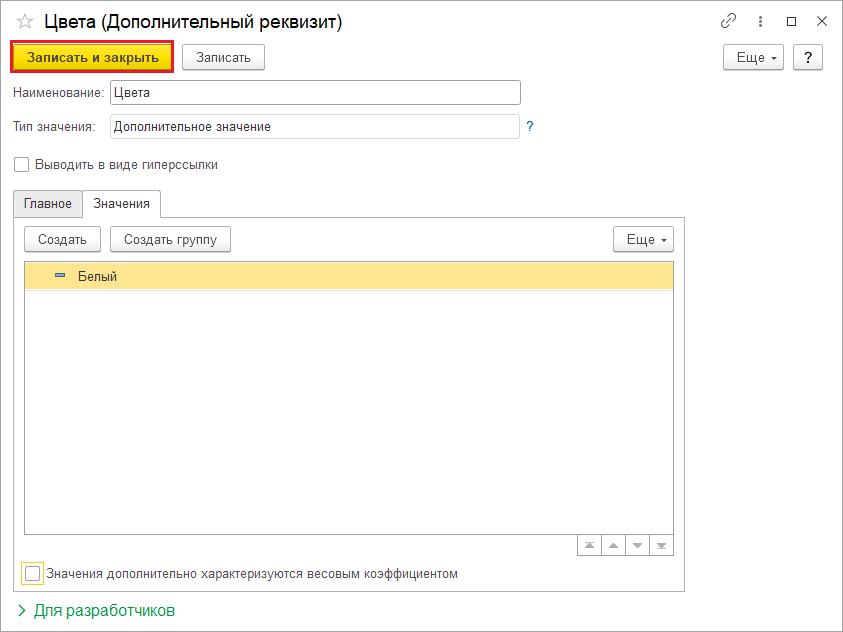 Цвета (Дополнительный реквизит)
Записать и закрыть Записать Еще ?
Наименование: Цвета
Тип значения: Дополнительное значение ?
Выводить в виде гиперссылки
Главное Значения
Создать Создать группу Еще
Белый
Значения дополнительно характеризуются весовым коэффициентом
Для разработчиков